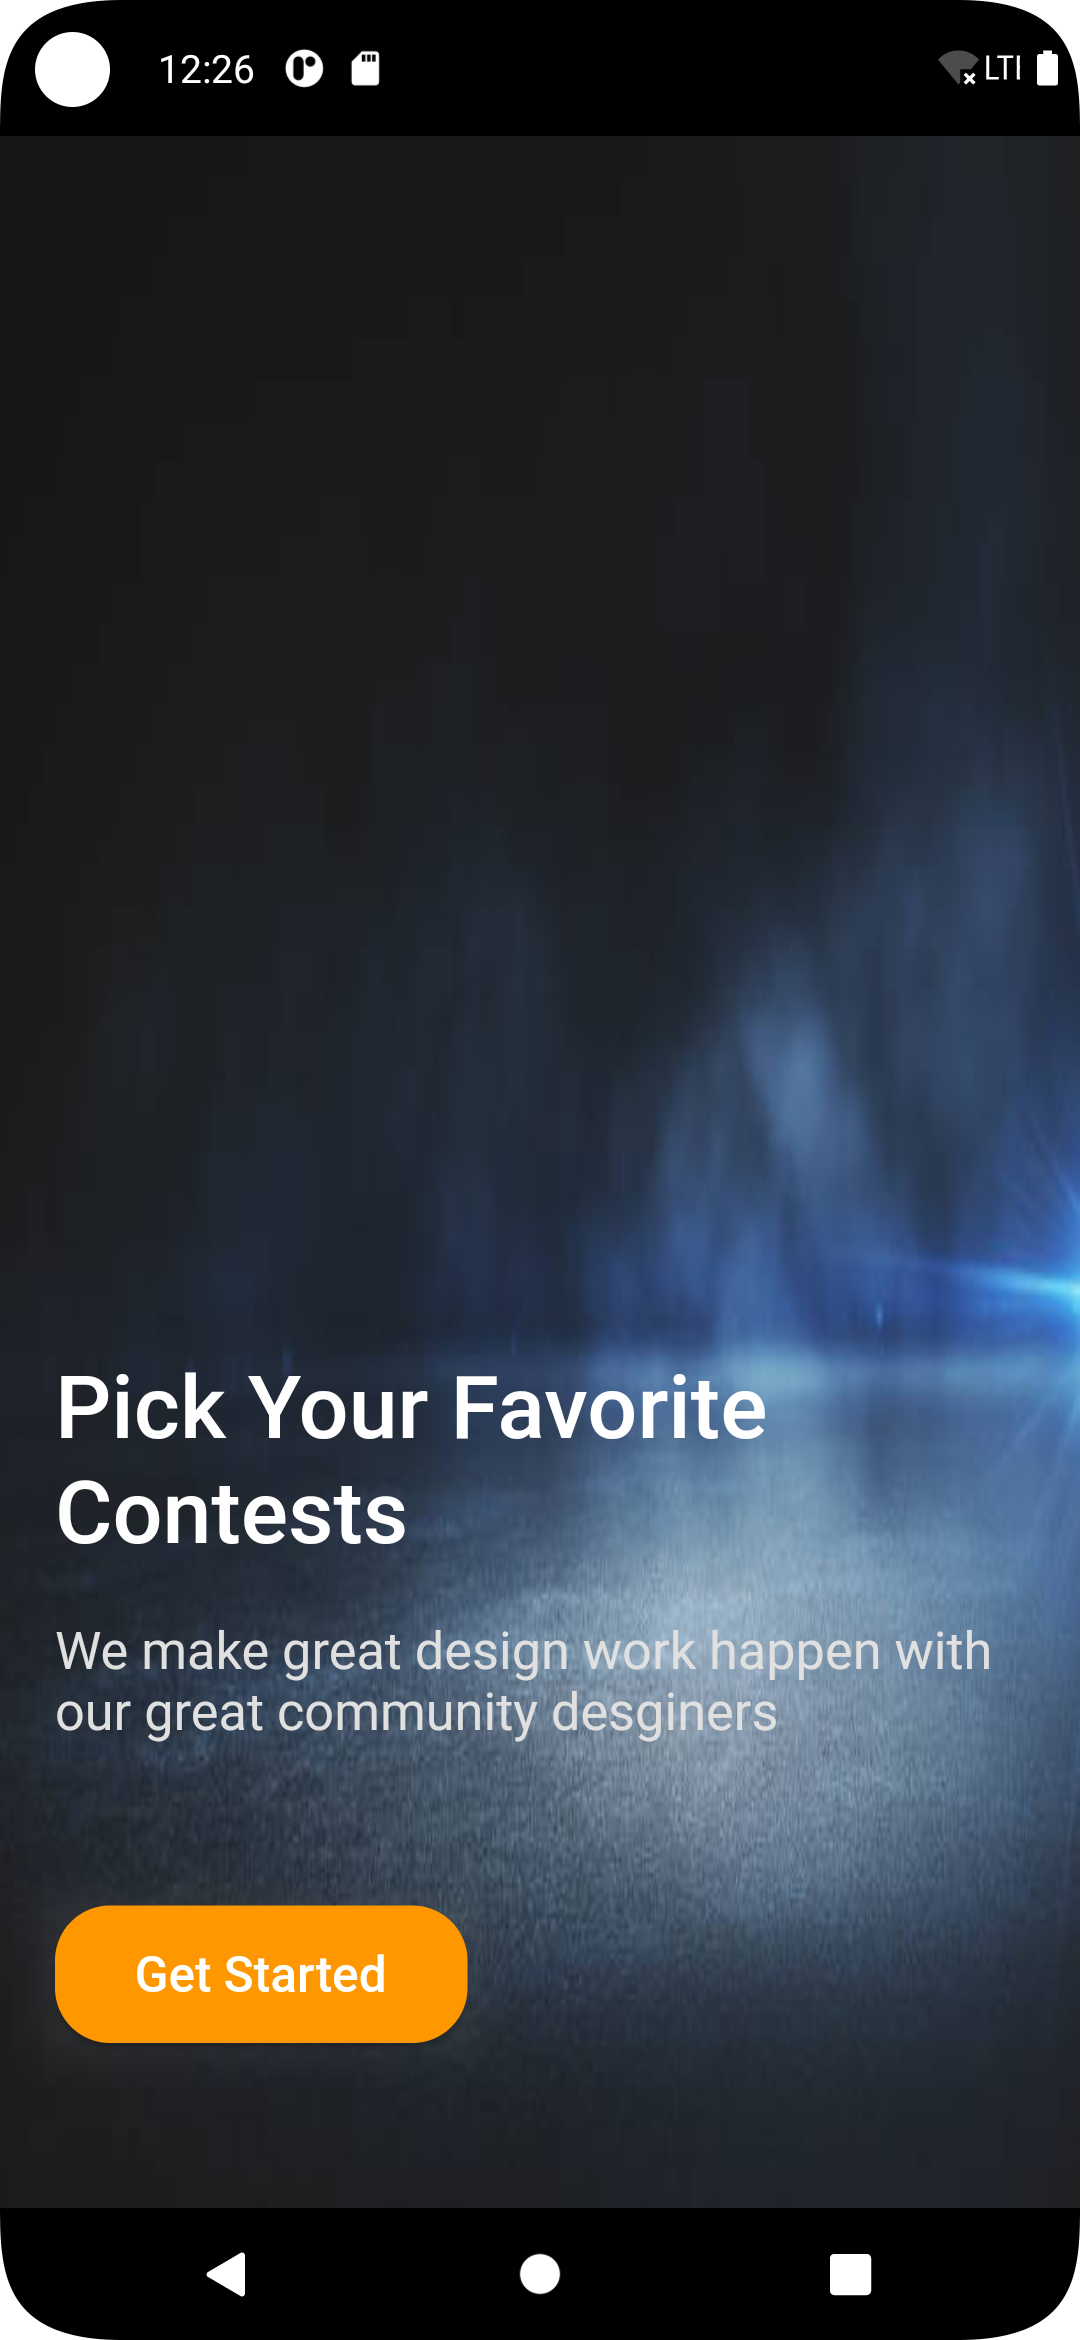 12:26
LTE
Pick Your Favorite
Contests
We make great design work happen with
our great community desginers
Get Started